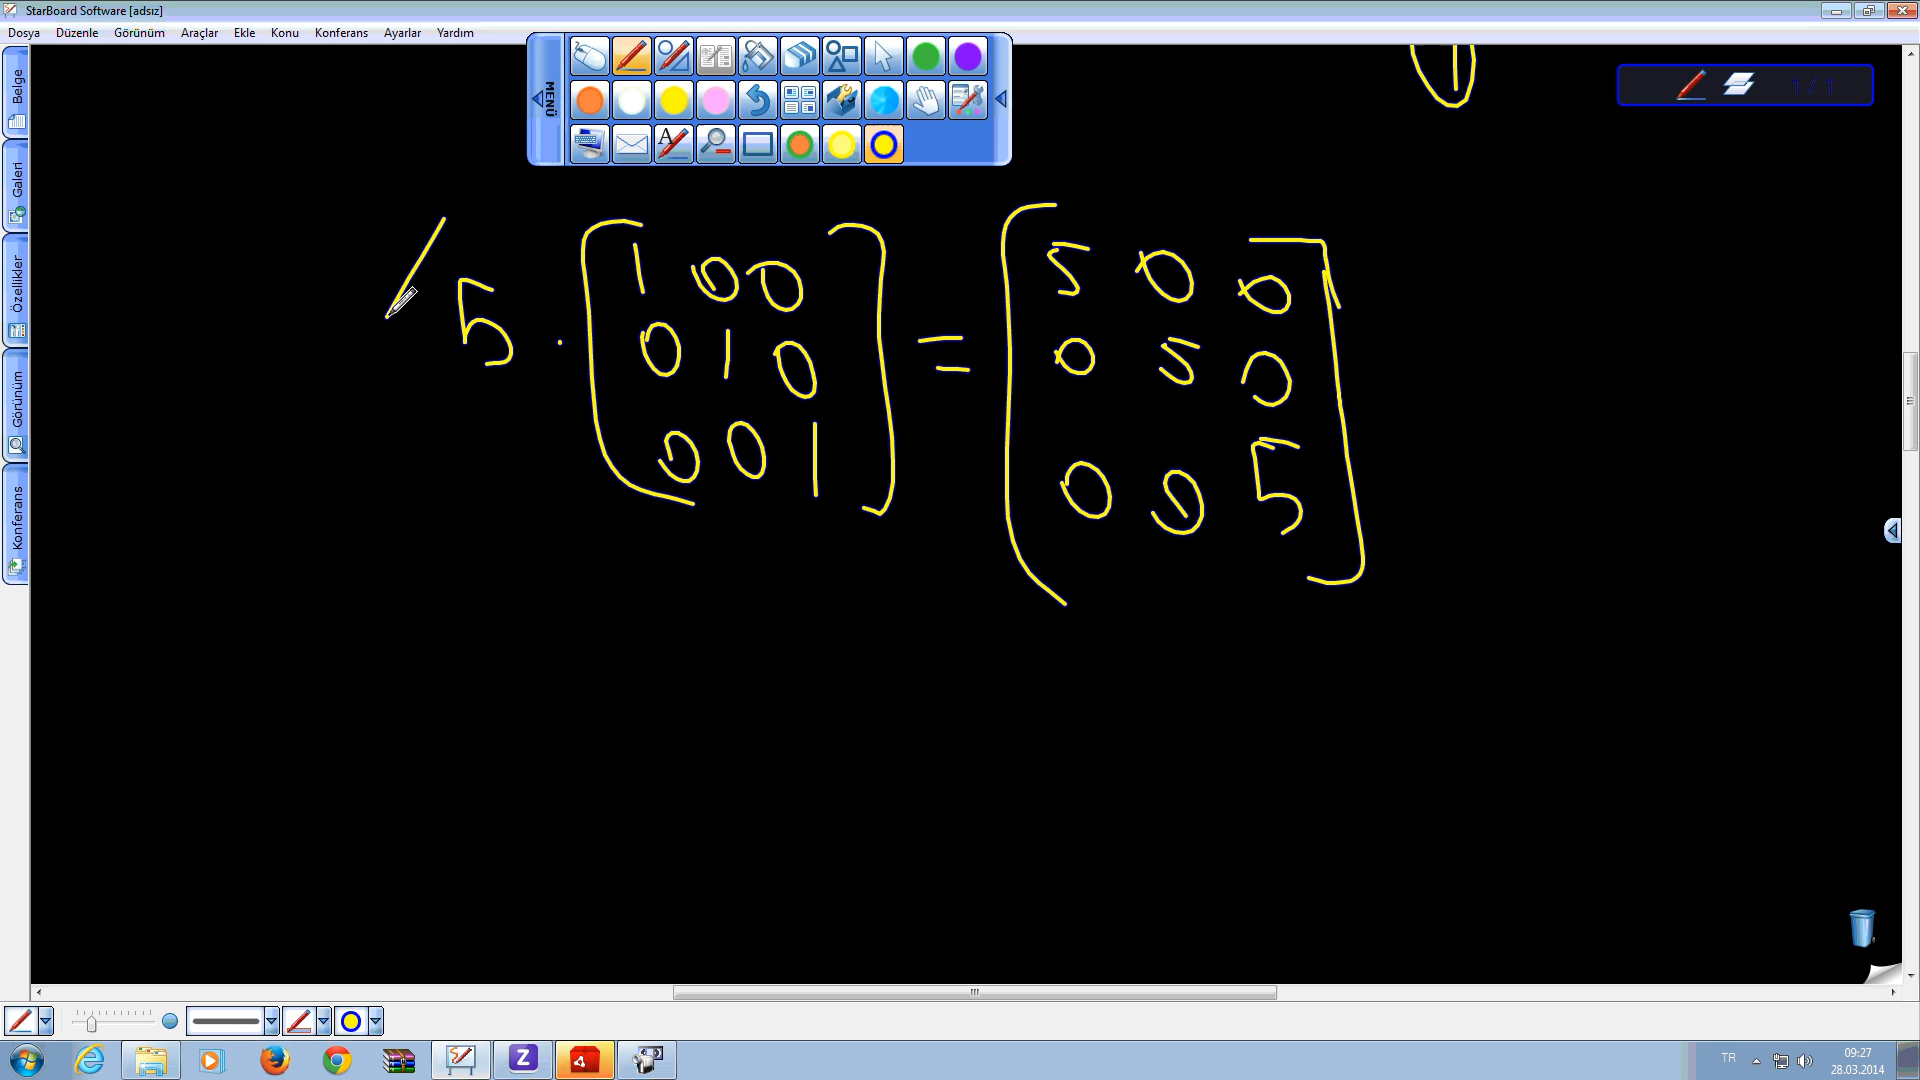 StarBoard Software [adsız]
Dosya Düzenle Görünüm Araçlar Ekle Konu Konferans Ayarlar Yardım
MENÜ
Belge
Galeri
Özellikler
Görünüm
Konferans
1 / 1
5 · [ 1 0 0 ] = [ 5 0 0 ]
0 1 0 0 5 0
0 0 1 0 0 5
TR
09:27
28.03.2014